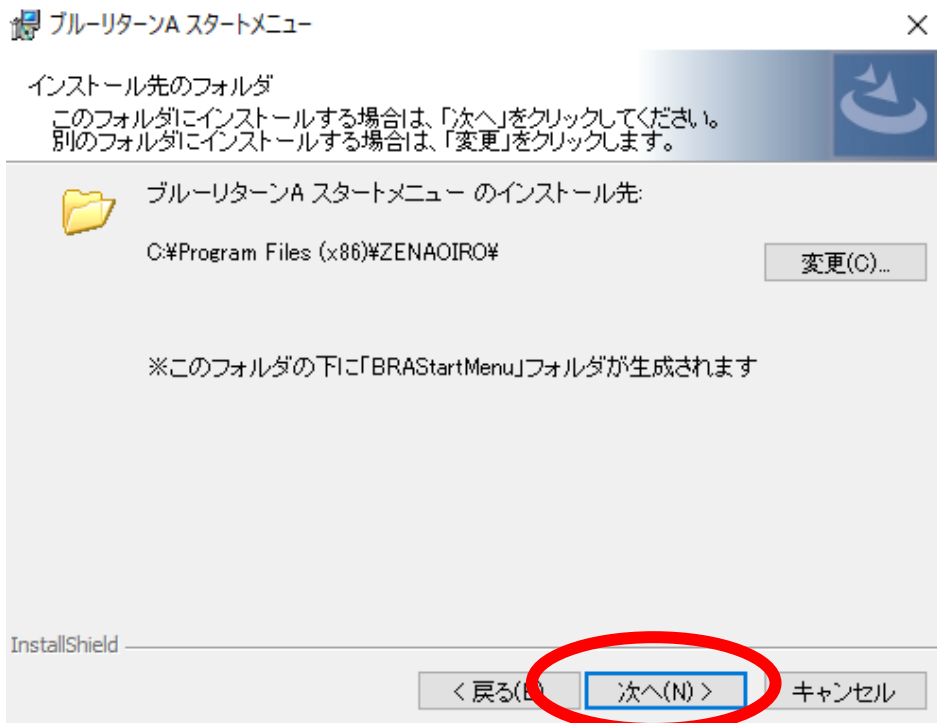 ブルーリターンA スタートメニュー
インストール先のフォルダ
このフォルダにインストールする場合は、「次へ」をクリックしてください。
別のフォルダにインストールする場合は、「変更」をクリックします。
ブルーリターンA スタートメニュー のインストール先:
C:¥Program Files (x86)¥ZENAOIRO¥
変更(C)...
※このフォルダの下に「BRAStartMenu」フォルダが生成されます
InstallShield
< 戻る(
次へ(N) >
キャンセル